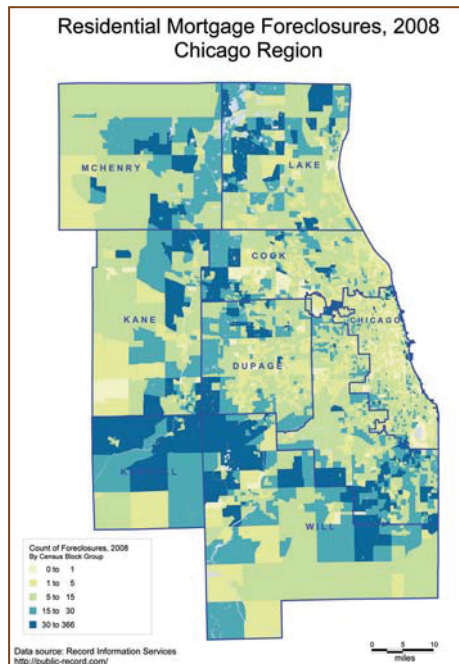 Residential Mortgage Foreclosures, 2008
Chicago Region
MCHENRY
LAKE
COOK
CHICAGO
KANE
DUPAGE
KENDALL
WILL
Count of Foreclosures, 2008
By Census Block Group
0 to 1
1 to 5
5 to 15
15 to 30
30 to 366
Data source: Record Information Services
http://public-record.com/
0 5 10
miles